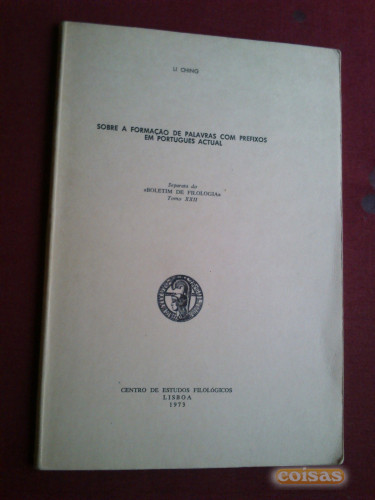 LI CHING
SOBRE A FORMAÇÃO DE PALAVRAS COM PREFIXOS
EM PORTUGUÊS ACTUAL
Separata do
«BOLETIM DE FILOLOGIA»
Tomo XXII
CENTRO DE ESTUDOS FILOLÓGICOS
LISBOA
1973
coisas